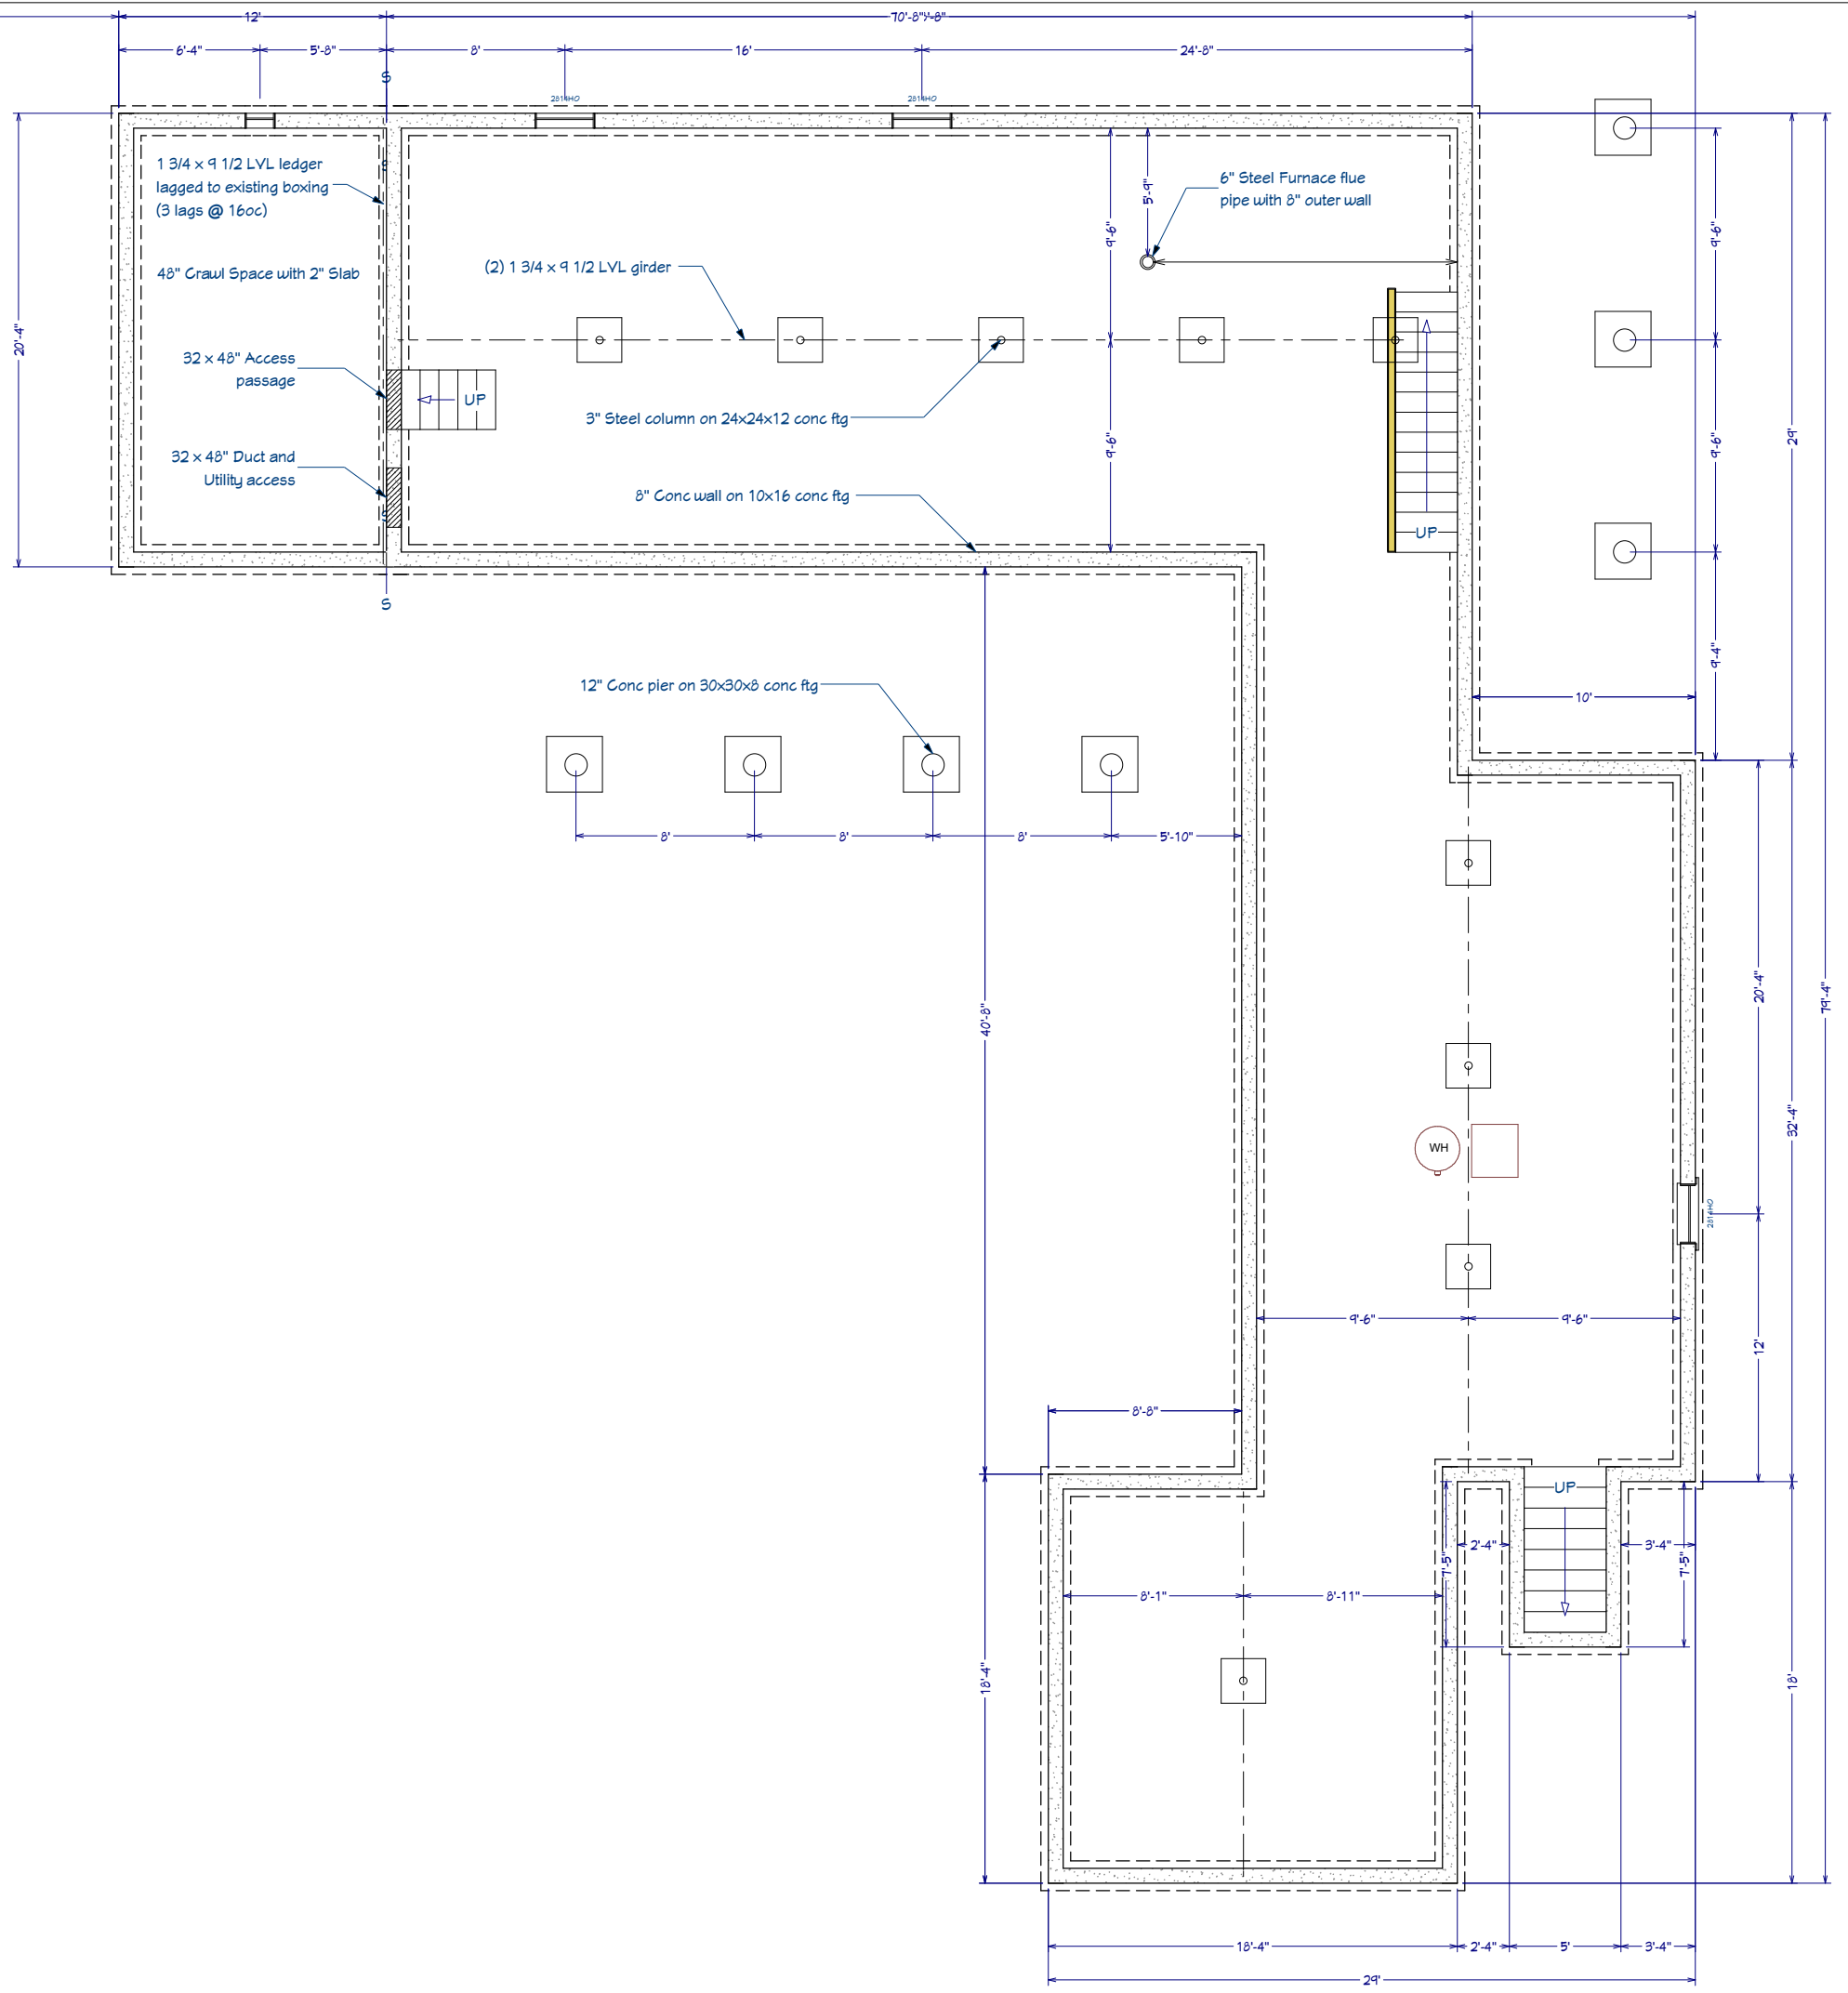 12'
6'-4"
5'-8"
8'
16'
24'-8"
S
2814HO
2814HO
1 3/4 x 9 1/2 LVL ledger
lagged to existing boxing
(3 lags @ 16oc)
48" Crawl Space with 2" Slab
32 x 48" Access
passage
32 x 48" Duct and
Utility access
20'-4"
S
S
S
(2) 1 3/4 x 9 1/2 LVL girder
UP
3" Steel column on 24x24x12 conc ftg
8" Conc wall on 10x16 conc ftg
9'-6"
9'-6"
5'-9"
6" Steel Furnace flue
pipe with 8" outer wall
UP
9'-6"
9'-6"
9'-4"
29'
10'
12" Conc pier on 30x30x8 conc ftg
8'
8'
8'
5'-10"
40'-8"
20'-4"
79'-4"
32'-4"
WH
2814HO
12'
9'-6"
9'-6"
8'-8"
UP
2'-4"
3'-4"
7'-5"
7'-5"
8'-1"
8'-11"
18'-4"
18'
18'-4"
2'-4"
5'
3'-4"
29'